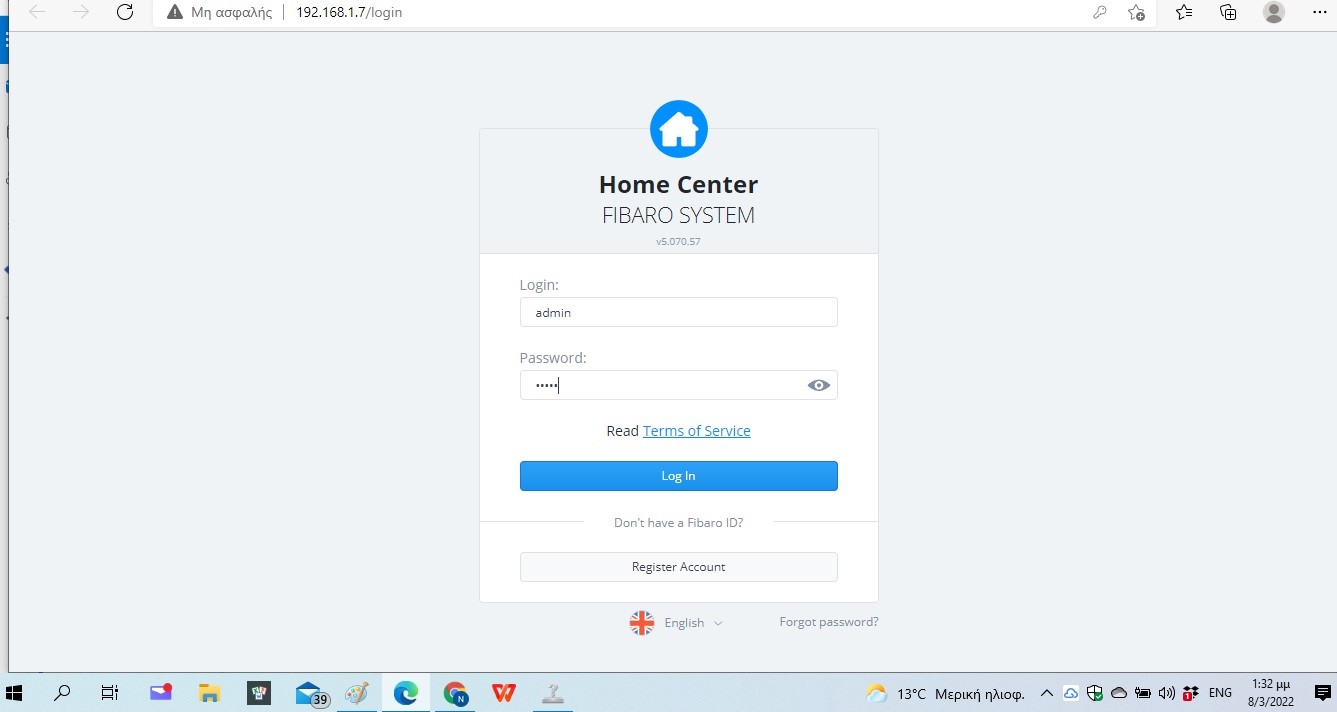 Μη ασφαλής | 192.168.1.7/login
Home Center
FIBARO SYSTEM
v5.070.57
Login:
admin
Password:
•••••
Read Terms of Service
Log In
Don't have a Fibaro ID?
Register Account
English
Forgot password?
39
N
W
13°C Μερική ηλιοφ.
1
ENG
1:32 μμ
8/3/2022